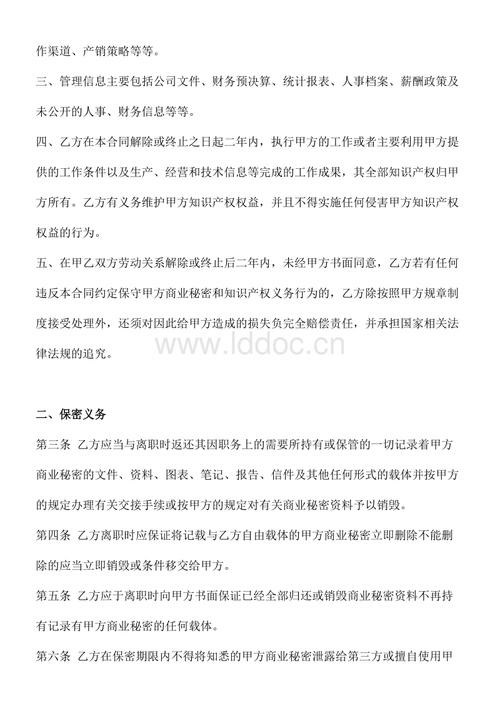 作渠道、产销策略等等。
三、管理信息主要包括公司文件、财务预决算、统计报表、人事档案、薪酬政策及
未公开的人事、财务信息等等。
四、乙方在本合同解除或终止之日起二年内，执行甲方的工作或者主要利用甲方提
供的工作条件以及生产、经营和技术信息等完成的工作成果，其全部知识产权归甲
方所有。乙方有义务维护甲方知识产权权益，并且不得实施任何侵害甲方知识产权
权益的行为。
五、在甲乙双方劳动关系解除或终止后二年内，未经甲方书面同意，乙方若有任何
违反本合同约定保守甲方商业秘密和知识产权义务行为的，乙方除按照甲方规章制
度接受处理外，还须对因此给甲方造成的损失负完全赔偿责任，并承担国家相关法
www.lddoc.cn
律法规的追究。
二、保密义务
第三条 乙方应当与离职时返还其因职务上的需要所持有或保管的一切记录着甲方
商业秘密的文件、资料、图表、笔记、报告、信件及其他任何形式的载体并按甲方
的规定办理有关交接手续或按甲方的规定对有关商业秘密资料予以销毁。
第四条 乙方离职时应保证将记载与乙方自由载体的甲方商业秘密立即删除不能删
除的应当立即销毁或条件移交给甲方。
第五条 乙方应于离职时向甲方书面保证已经全部归还或销毁商业秘密资料不再持
有记录有甲方商业秘密的任何载体。
第六条 乙方在保密期限内不得将知悉的甲方商业秘密泄露给第三方或擅自使用甲